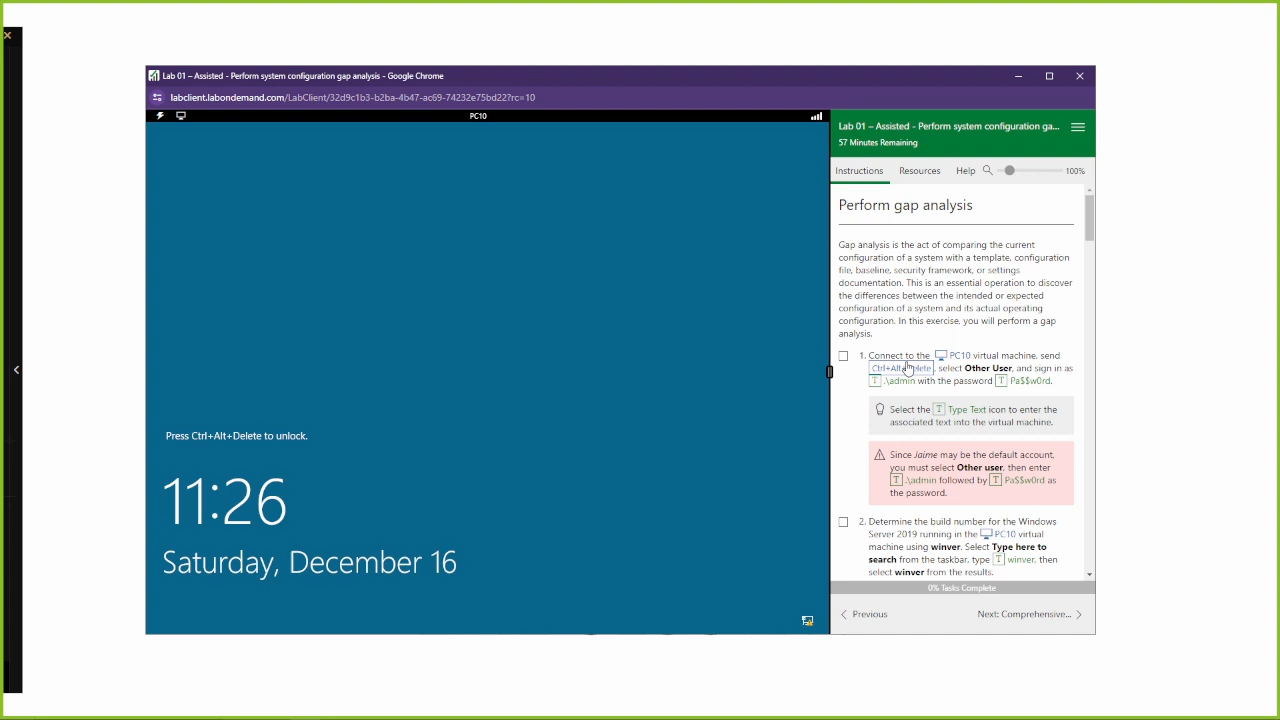 Lab 01 – Assisted - Perform system configuration gap analysis - Google Chrome
labclient.labondemand.com/LabClient/32d9c1b3-b2ba-4b47-ac69-74232e75bd22?rc=10
PC10
Lab 01 – Assisted - Perform system configuration ga...
57 Minutes Remaining
Instructions Resources Help 100%
Perform gap analysis
Gap analysis is the act of comparing the current
configuration of a system with a template, configuration
file, baseline, security framework, or settings
documentation. This is an essential operation to discover
the differences between the intended or expected
configuration of a system and its actual operating
configuration. In this exercise, you will perform a gap
analysis.
1. Connect to the PC10 virtual machine, send
Ctrl+Alt+Delete, select Other User, and sign in as
T .\admin with the password T Pa$$w0rd.
Select the T Type Text icon to enter the
associated text into the virtual machine.
Since Jaime may be the default account,
you must select Other user, then enter
T .\admin followed by T Pa$$w0rd as
the password.
2. Determine the build number for the Windows
Server 2019 running in the PC10 virtual
machine using winver. Select Type here to
search from the taskbar, type T winver, then
select winver from the results.
0% Tasks Complete
Previous Next: Comprehensive...
Press Ctrl+Alt+Delete to unlock.
11:26
Saturday, December 16